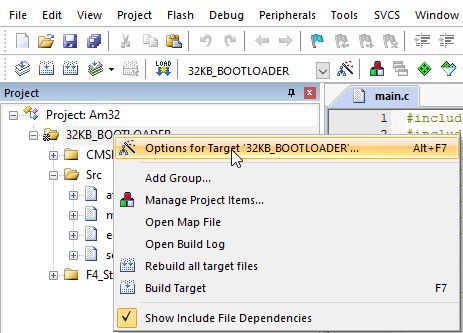 File Edit View Project Flash Debug Peripherals Tools SVCS Window
LOAD 32KB_BOOTLOADER
Project
main.c
Project: Am32
32KB_BOOTLOADER
CMSI
Src
F4_St
1 #includ
2 #includ
Options for Target '32KB_BOOTLOADER'... Alt+F7
Add Group...
Manage Project Items...
Open Map File
Open Build Log
Rebuild all target files
Build Target F7
Show Include File Dependencies